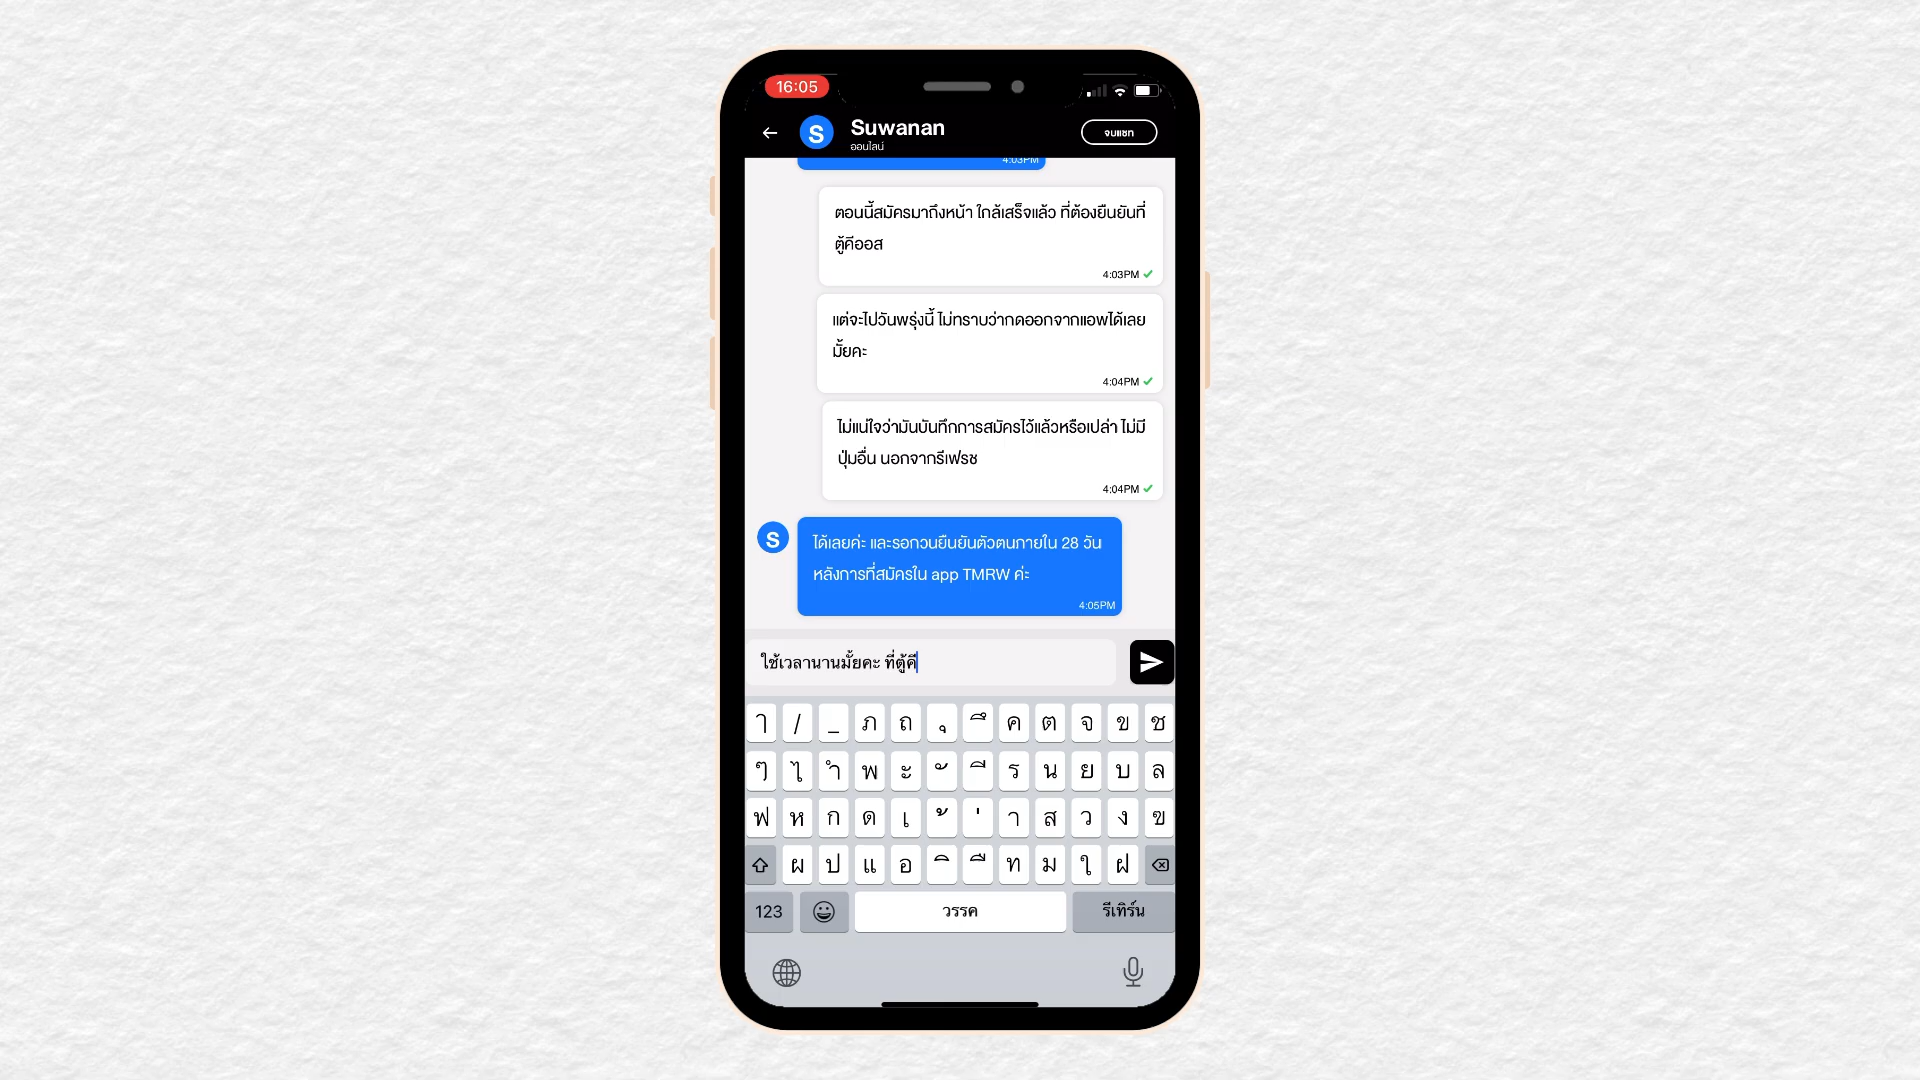 16:05
S
Suwanan
ออนไลน์
จบแชท
4:03PM
ตอนนี้สมัครมาถึงหน้า ใกล้เสร็จแล้ว ที่ต้องยืนยันที่
ตู้คีออส
4:03PM
แต่จะไปวันพรุ่งนี้ ไม่ทราบว่ากดออกจากแอพได้เลย
มั้ยคะ
4:04PM
ไม่แน่ใจว่ามันบันทึกการสมัครไว้แล้วหรือเปล่า ไม่มี
ปุ่มอื่น นอกจากรีเฟรช
4:04PM
S
ได้เลยค่ะ และรอกวนยืนยันตัวตนภายใน 28 วัน
หลังการที่สมัครใน app TMRW ค่ะ
4:05PM
ใช้เวลานานมั้ยคะ ที่ตู้คี
ๅ / _ ภ ถ ุ ึ ค ต จ ข ช
ๆ ไ ำ พ ะ ั ี ร น ย บ ล
ฟ ห ก ด เ ้ ่ า ส ว ง ฃ
ผ ป แ อ ิ ื ท ม ใ ฝ
123 วรรค รีเทิร์น